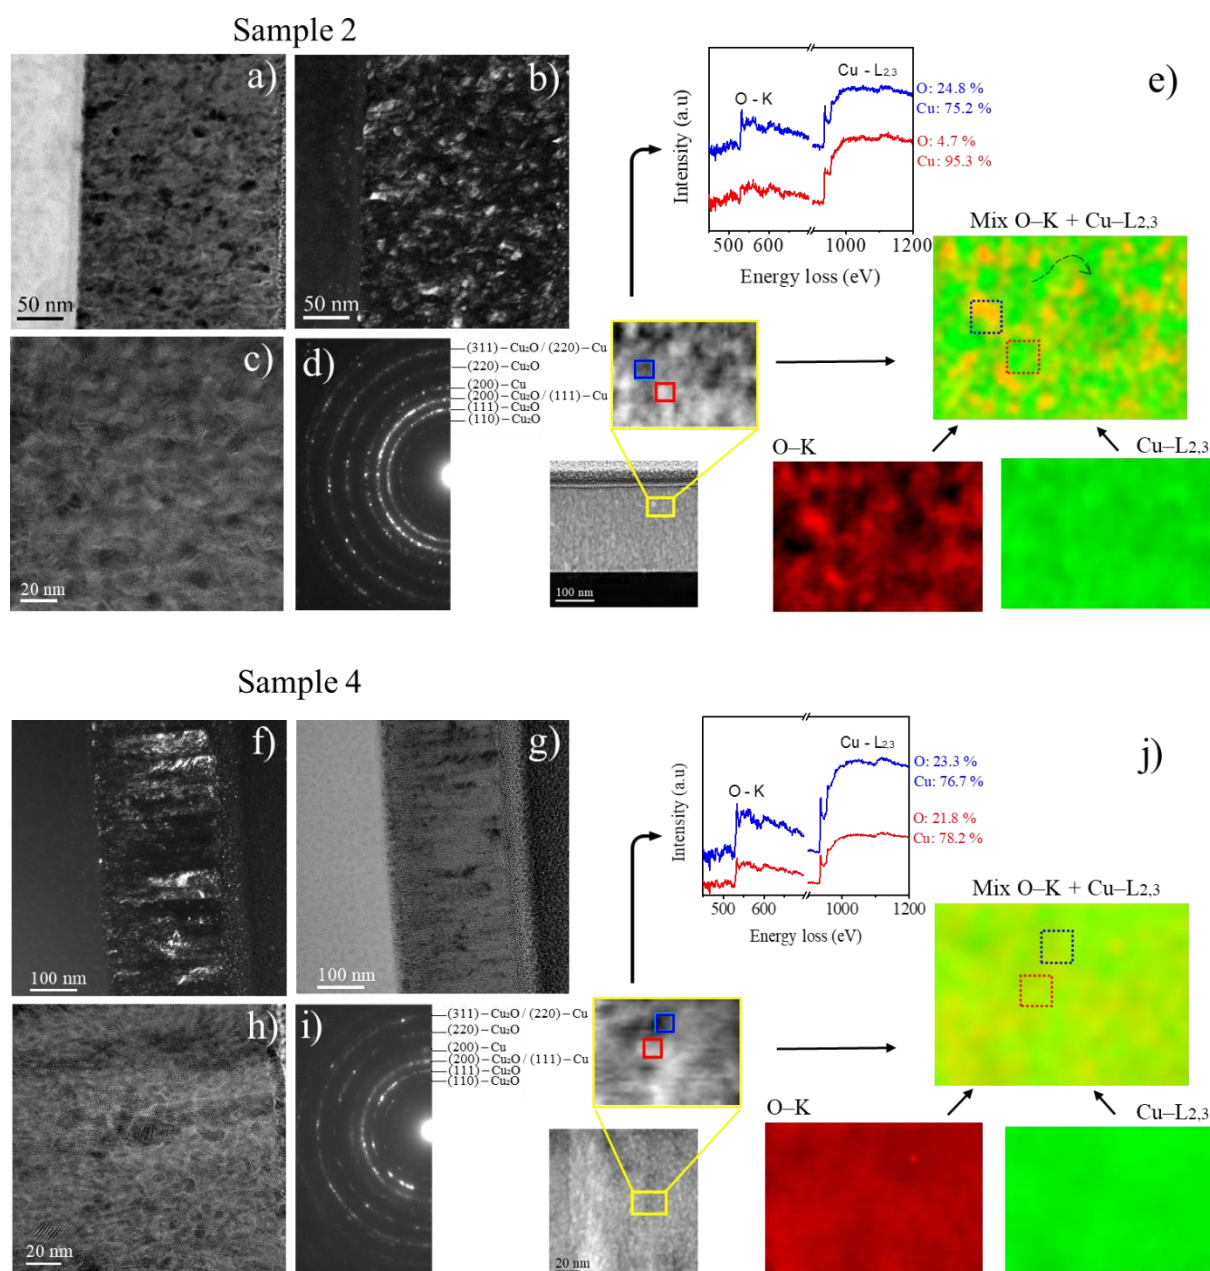 Sample 2
a)
50 nm
b)
50 nm
c)
20 nm
d)
(311)–Cu₂O / (220)–Cu
(220)–Cu₂O
(200)–Cu
(200)–Cu₂O / (111)–Cu
(111)–Cu₂O
(110)–Cu₂O
e)
Intensity (a.u)
O - K
Cu - L₂,₃
O: 24.8 %
Cu: 75.2 %
O: 4.7 %
Cu: 95.3 %
500 600 1000 1200
Energy loss (eV)
Mix O–K + Cu–L₂,₃
100 nm
O–K
Cu–L₂,₃
Sample 4
f)
100 nm
g)
100 nm
h)
20 nm
i)
(311)–Cu₂O / (220)–Cu
(220)–Cu₂O
(200)–Cu
(200)–Cu₂O / (111)–Cu
(111)–Cu₂O
(110)–Cu₂O
j)
Intensity (a.u)
O - K
Cu - L₂,₃
O: 23.3 %
Cu: 76.7 %
O: 21.8 %
Cu: 78.2 %
500 600 1000 1200
Energy loss (eV)
Mix O–K + Cu–L₂,₃
20 nm
O–K
Cu–L₂,₃